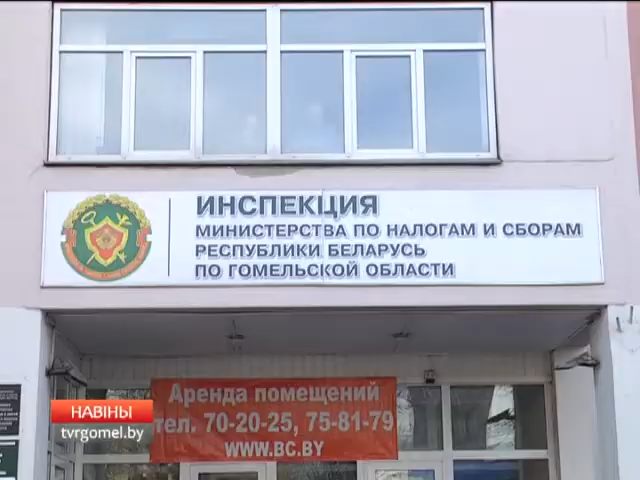 ИНСПЕКЦИЯ
МИНИСТЕРСТВА ПО НАЛОГАМ И СБОРАМ
РЕСПУБЛИКИ БЕЛАРУСЬ
ПО ГОМЕЛЬСКОЙ ОБЛАСТИ
Аренда помещений
тел. 70-20-25, 75-81-79
WWW.BC.BY
НАВІНЫ
tvrgomel.by